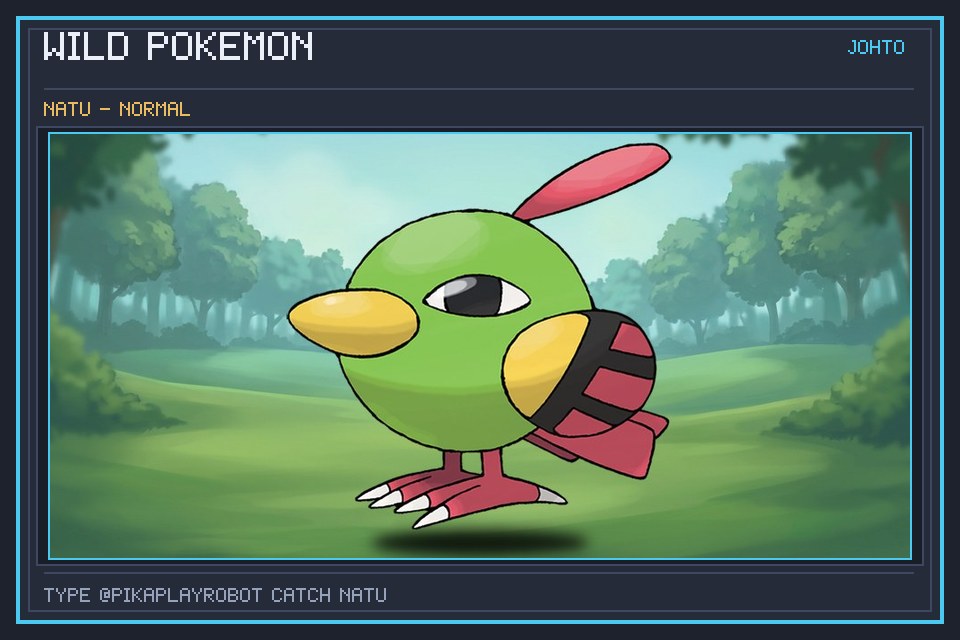 WILD POKEMON
JOHTO
NATU - NORMAL
TYPE @PIKAPLAYROBOT CATCH NATU